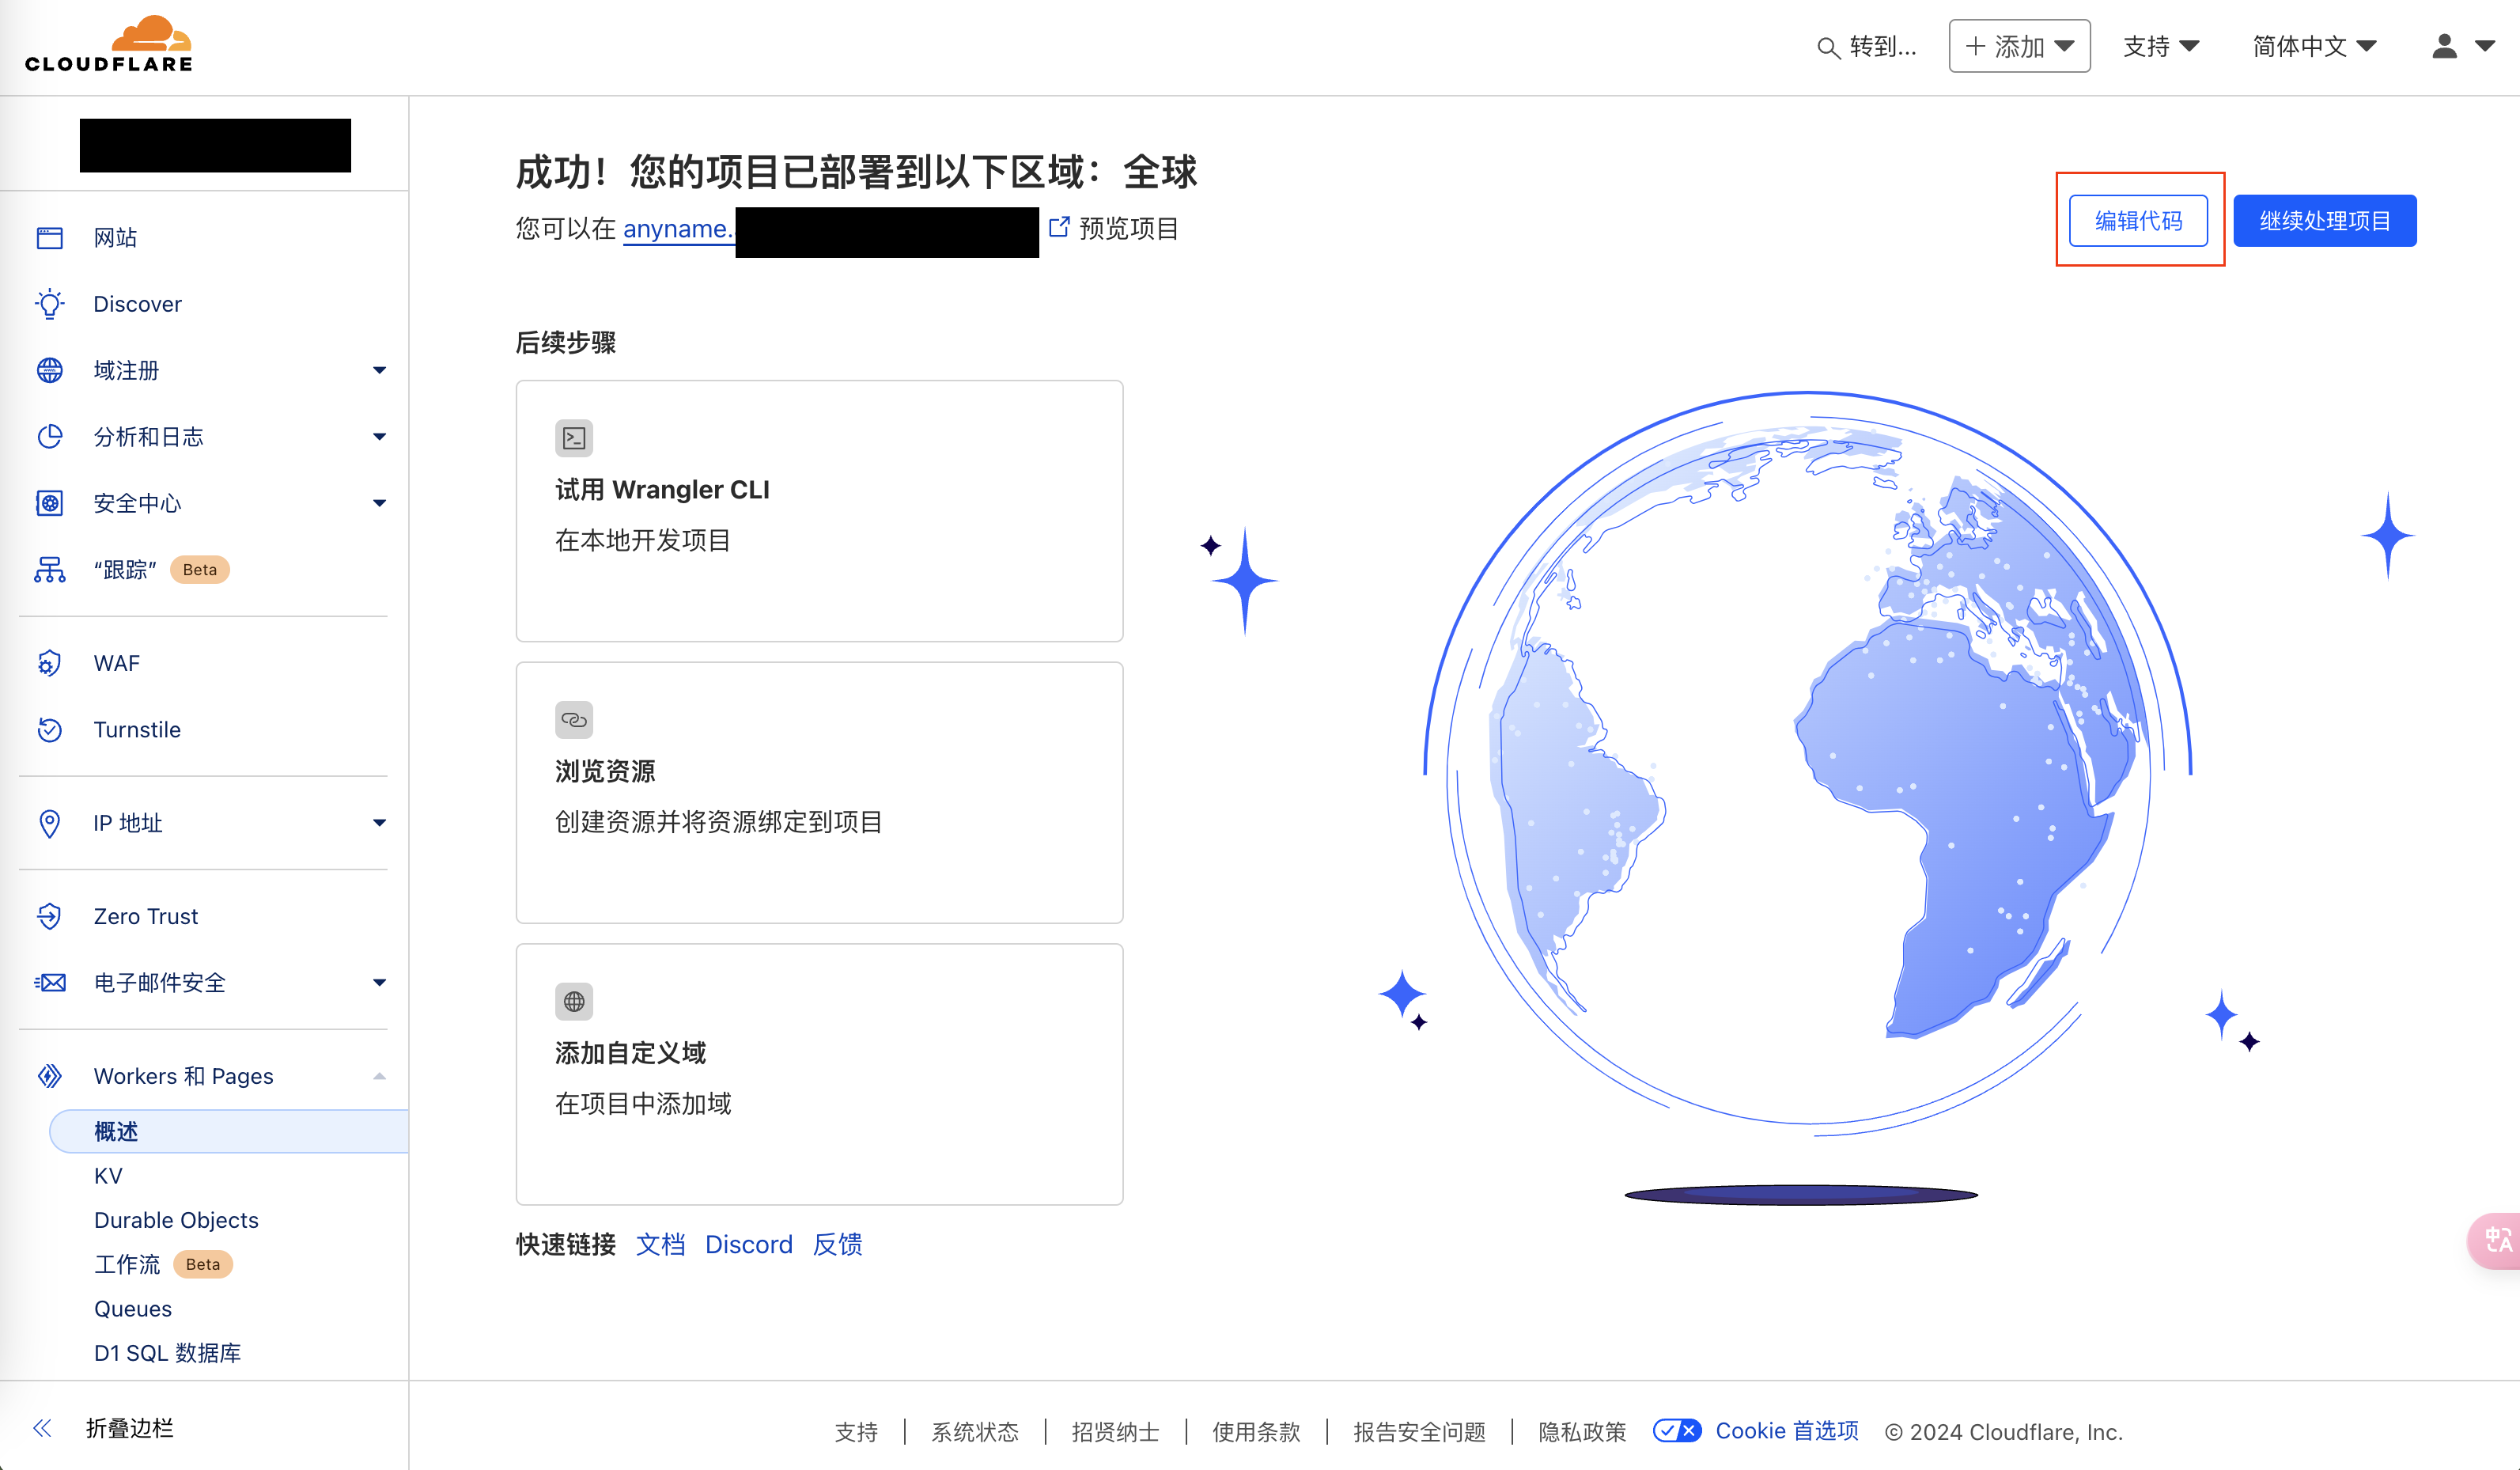 CLOUDFLARE
转到...
添加
支持
简体中文
网站
Discover
域注册
分析和日志
安全中心
“跟踪” Beta
WAF
Turnstile
IP 地址
Zero Trust
电子邮件安全
Workers 和 Pages
概述
KV
Durable Objects
工作流 Beta
Queues
D1 SQL 数据库
折叠边栏
成功！您的项目已部署到以下区域：全球
您可以在 anyname. 预览项目
编辑代码
继续处理项目
后续步骤
试用 Wrangler CLI
在本地开发项目
浏览资源
创建资源并将资源绑定到项目
添加自定义域
在项目中添加域
快速链接 文档 Discord 反馈
支持 | 系统状态 | 招贤纳士 | 使用条款 | 报告安全问题 | 隐私政策 Cookie 首选项 © 2024 Cloudflare, Inc.